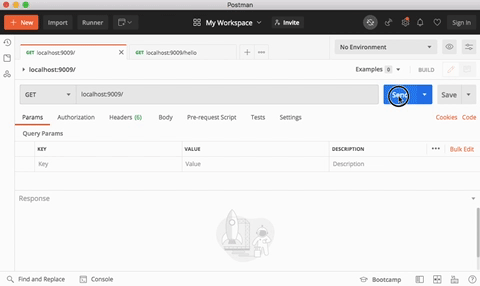 Postman
New Import Runner My Workspace Invite Sign In
GET localhost:9009/ GET localhost:9009/hello No Environment
localhost:9009/ Examples 0 BUILD
GET localhost:9009/ Send Save
Params Authorization Headers (6) Body Pre-request Script Tests Settings Cookies Code
Query Params
KEY VALUE DESCRIPTION Bulk Edit
Key Value Description
Response
Find and Replace Console Bootcamp